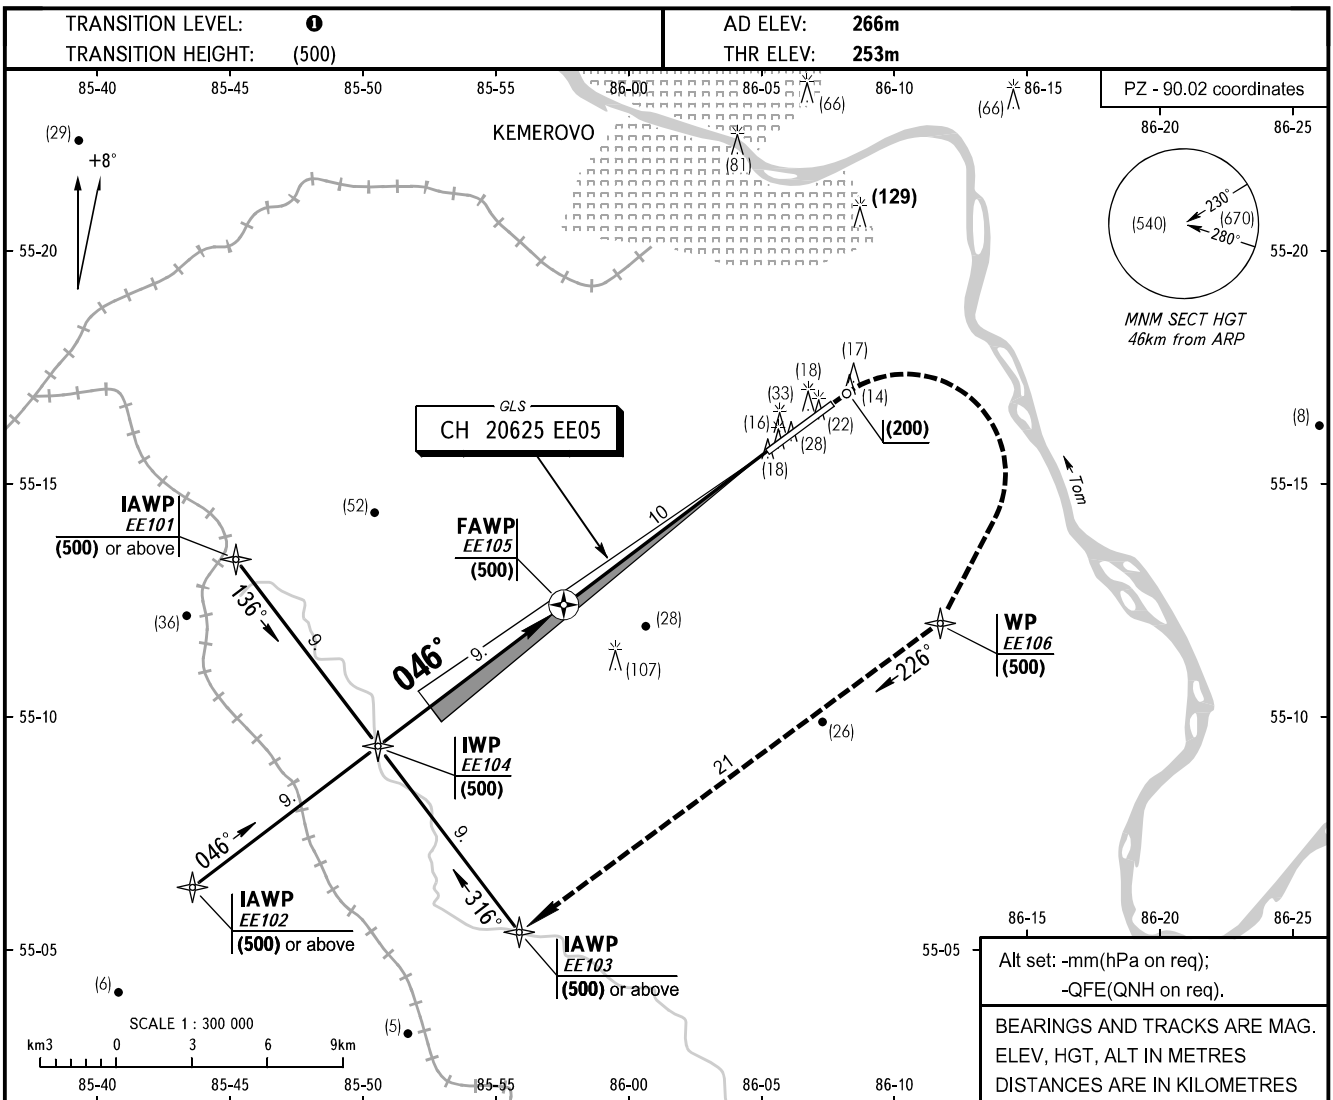 TRANSITION LEVEL: ❶
TRANSITION HEIGHT: (500)
AD ELEV: 266m
THR ELEV: 253m
85-40 85-45 85-50 85-55 86-00 86-05 86-10 86-15
PZ - 90.02 coordinates
86-20 86-25
(66)
(66)
(29)
+8°
KEMEROVO
(81)
(129)
230°
(540)
(670)
280°
MNM SECT HGT
46km from ARP
55-20
55-20
GLS
CH 20625 EE05
(17)
(18)
(33)
(14)
(16)
(22)
(28)
(18)
(200)
(8)
55-15
55-15
Tom
IAWP
EE101
(500) or above
(52)
FAWP
EE105
(500)
10
136°
9.
(36)
(28)
(107)
046°
9.
WP
EE106
(500)
226°
55-10
55-10
(26)
IWP
EE104
(500)
21
9.
9.
046°
316°
IAWP
EE102
(500) or above
IAWP
EE103
(500) or above
86-15 86-20 86-25
55-05
55-05
(6)
(5)
SCALE 1 : 300 000
km3 0 3 6 9km
Alt set: -mm(hPa on req);
-QFE(QNH on req).
BEARINGS AND TRACKS ARE MAG.
ELEV, HGT, ALT IN METRES
DISTANCES ARE IN KILOMETRES
85-40 85-45 85-50 85-55 86-00 86-05 86-10